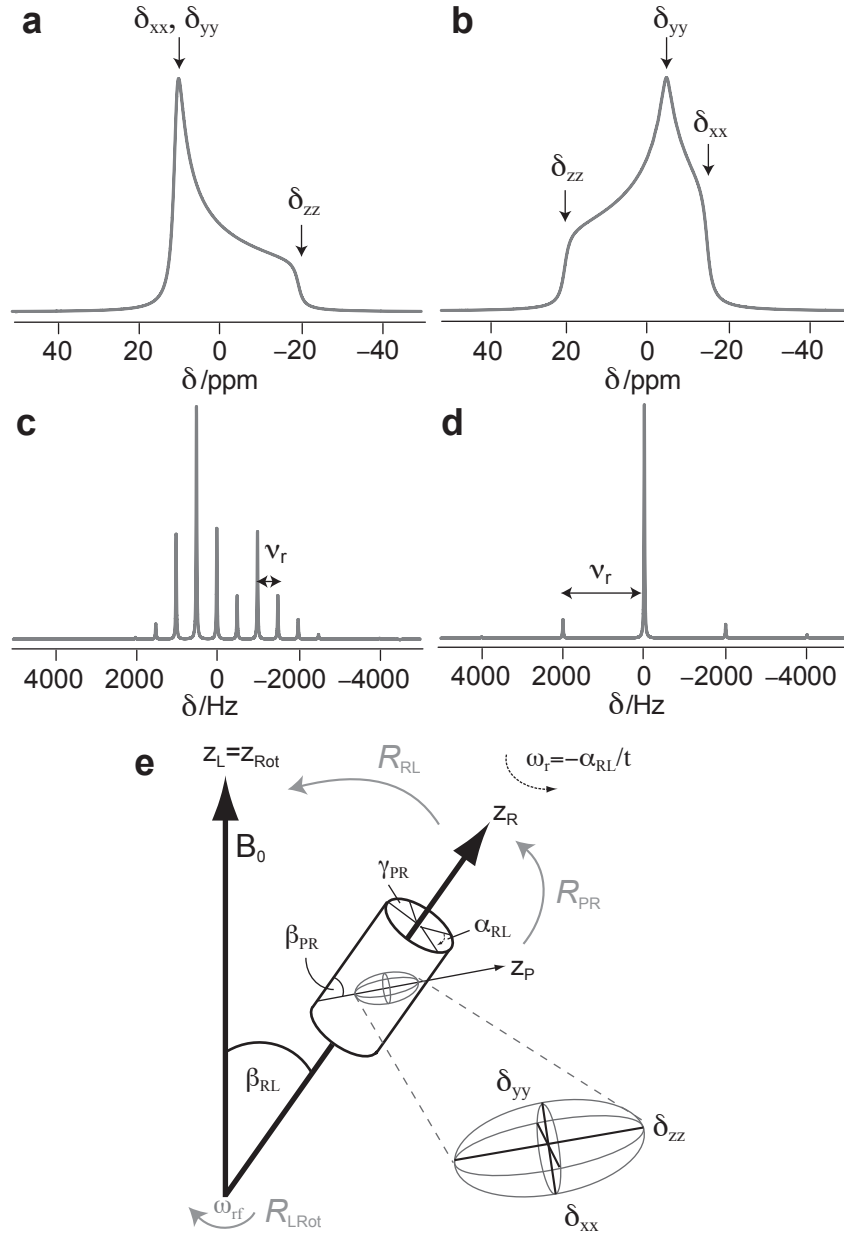 a
δxx, δyy
δzz
40 20 0 −20 −40
δ/ppm
b
δyy
δxx
δzz
40 20 0 −20 −40
δ/ppm
c
νr
4000 2000 0 −2000 −4000
δ/Hz
d
νr
4000 2000 0 −2000 −4000
δ/Hz
e
zL=zRot
RRL
ωr=−αRL/t
B0
zR
γPR
RPR
βPR
αRL
zP
βRL
δyy
δzz
δxx
ωrf
RLRot